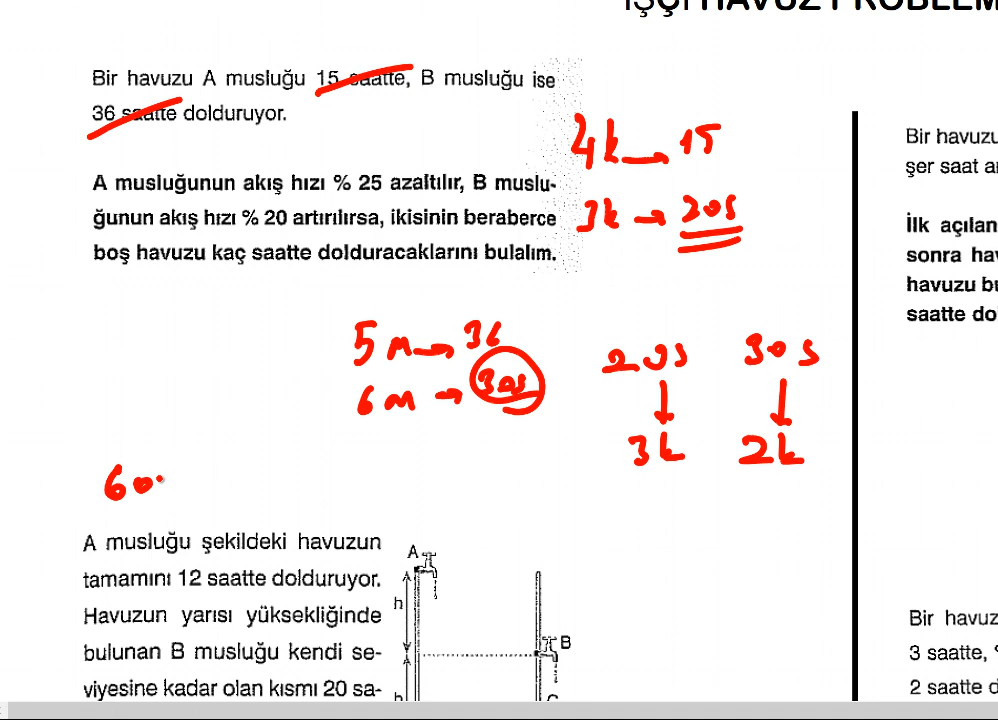 İŞÇİ HAVUZ PROBLEM
Bir havuzu A musluğu 15 saatte, B musluğu ise
36 saatte dolduruyor.
A musluğunun akış hızı % 25 azaltılır, B muslu-
ğunun akış hızı % 20 artırılırsa, ikisinin beraberce
boş havuzu kaç saatte dolduracaklarını bulalım.
4k → 15
3k → 20s
5m → 36
6m → 30s
20s 30s
3k 2k
60
A musluğu şekildeki havuzun
tamamını 12 saatte dolduruyor.
Havuzun yarısı yüksekliğinde
bulunan B musluğu kendi se-
viyesine kadar olan kısmı 20 sa-
A
h
B
h
C
Bir havuzu
şer saat
İlk açılan
sonra
havuzu
saatte
Bir
3 saatte,
2 saatte